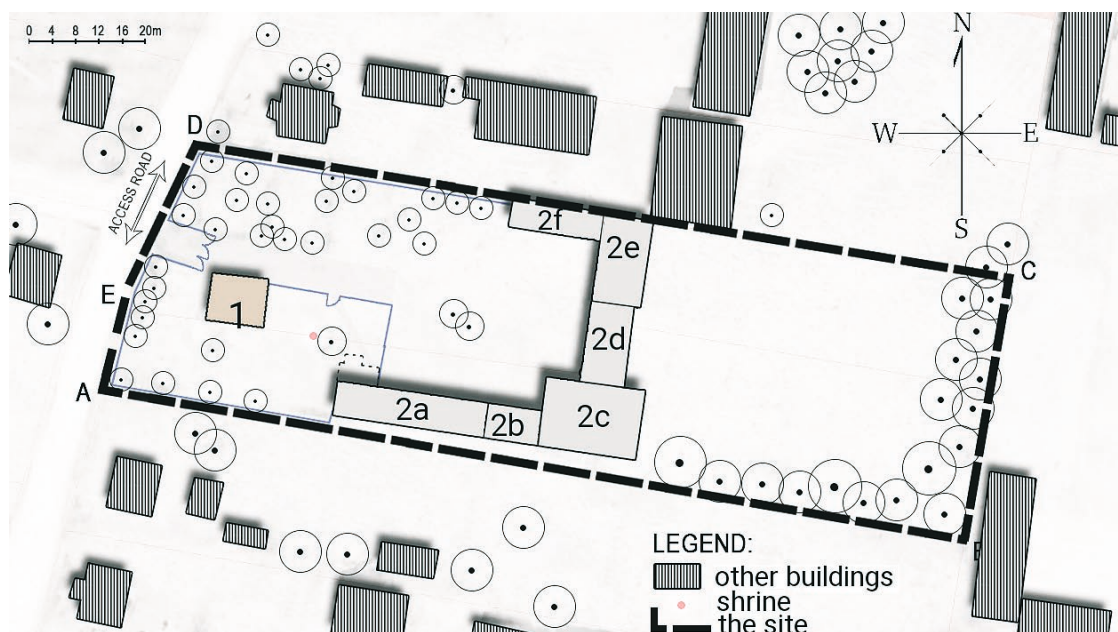 0 4 8 12 16 20m
N
W E
S
D
ACCESS ROAD
2f
2e
C
E
1
2d
A
2a
2b
2c
LEGEND:
other buildings
shrine
the site